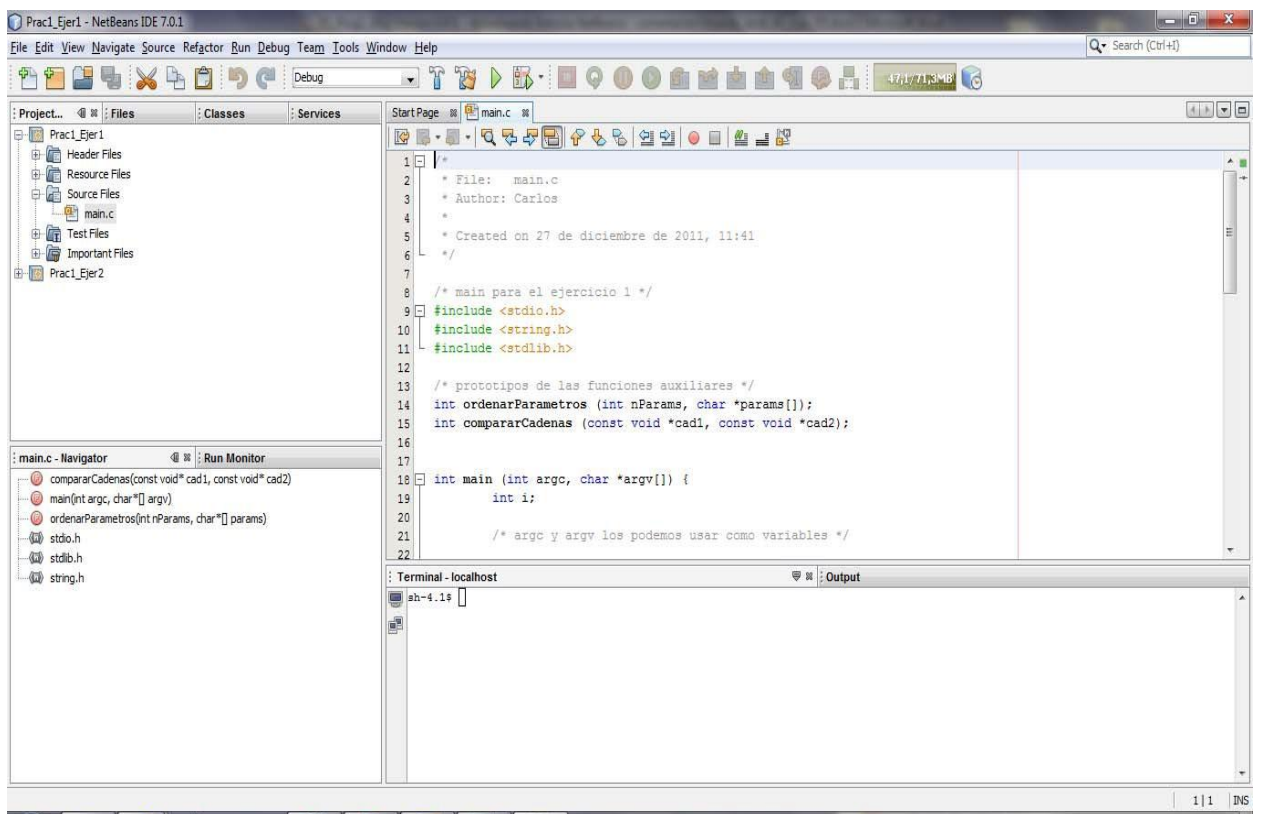 Prac1_Ejer1 - NetBeans IDE 7.0.1
File Edit View Navigate Source Refactor Run Debug Team Tools Window Help
Search (Ctrl+I)
Debug
47,1/71,3MB
Project... Files Classes Services
Prac1_Ejer1
Header Files
Resource Files
Source Files
main.c
Test Files
Important Files
Prac1_Ejer2
main.c - Navigator Run Monitor
compararCadenas(const void* cad1, const void* cad2)
main(int argc, char*[] argv)
ordenarParametros(int nParams, char*[] params)
stdio.h
stdlib.h
string.h
Start Page main.c
1 /*
2 * File: main.c
3 * Author: Carlos
4 *
5 * Created on 27 de diciembre de 2011, 11:41
6 */
7
8 /* main para el ejercicio 1 */
9 #include <stdio.h>
10 #include <string.h>
11 #include <stdlib.h>
12
13 /* prototipos de las funciones auxiliares */
14 int ordenarParametros (int nParams, char *params[]);
15 int compararCadenas (const void *cad1, const void *cad2);
16
17
18 int main (int argc, char *argv[]) {
19 int i;
20
21 /* argc y argv los podemos usar como variables */
22
Terminal - localhost Output
sh-4.1$
1|1 INS